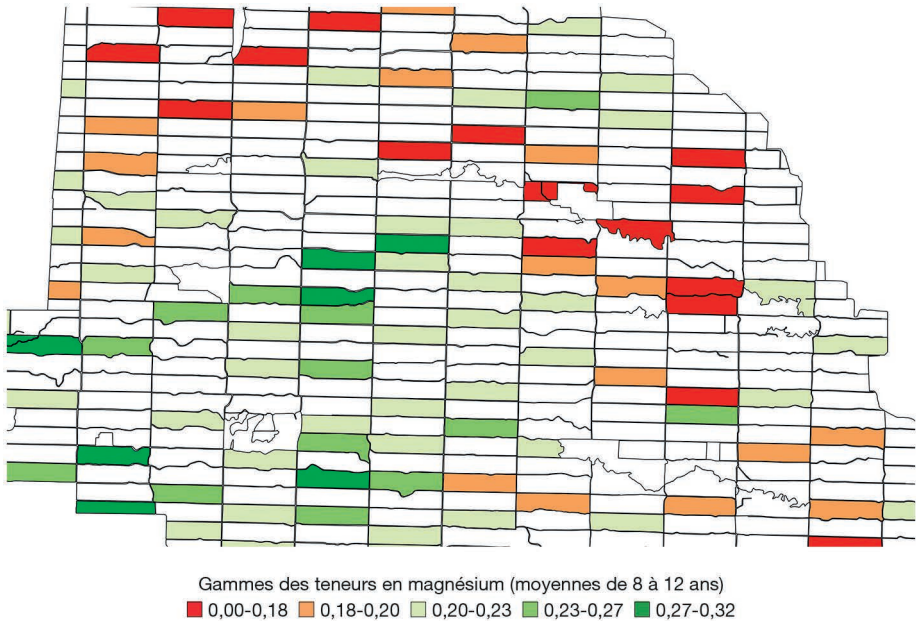 Gammes des teneurs en magnésium (moyennes de 8 à 12 ans)
0,00-0,18 0,18-0,20 0,20-0,23 0,23-0,27 0,27-0,32